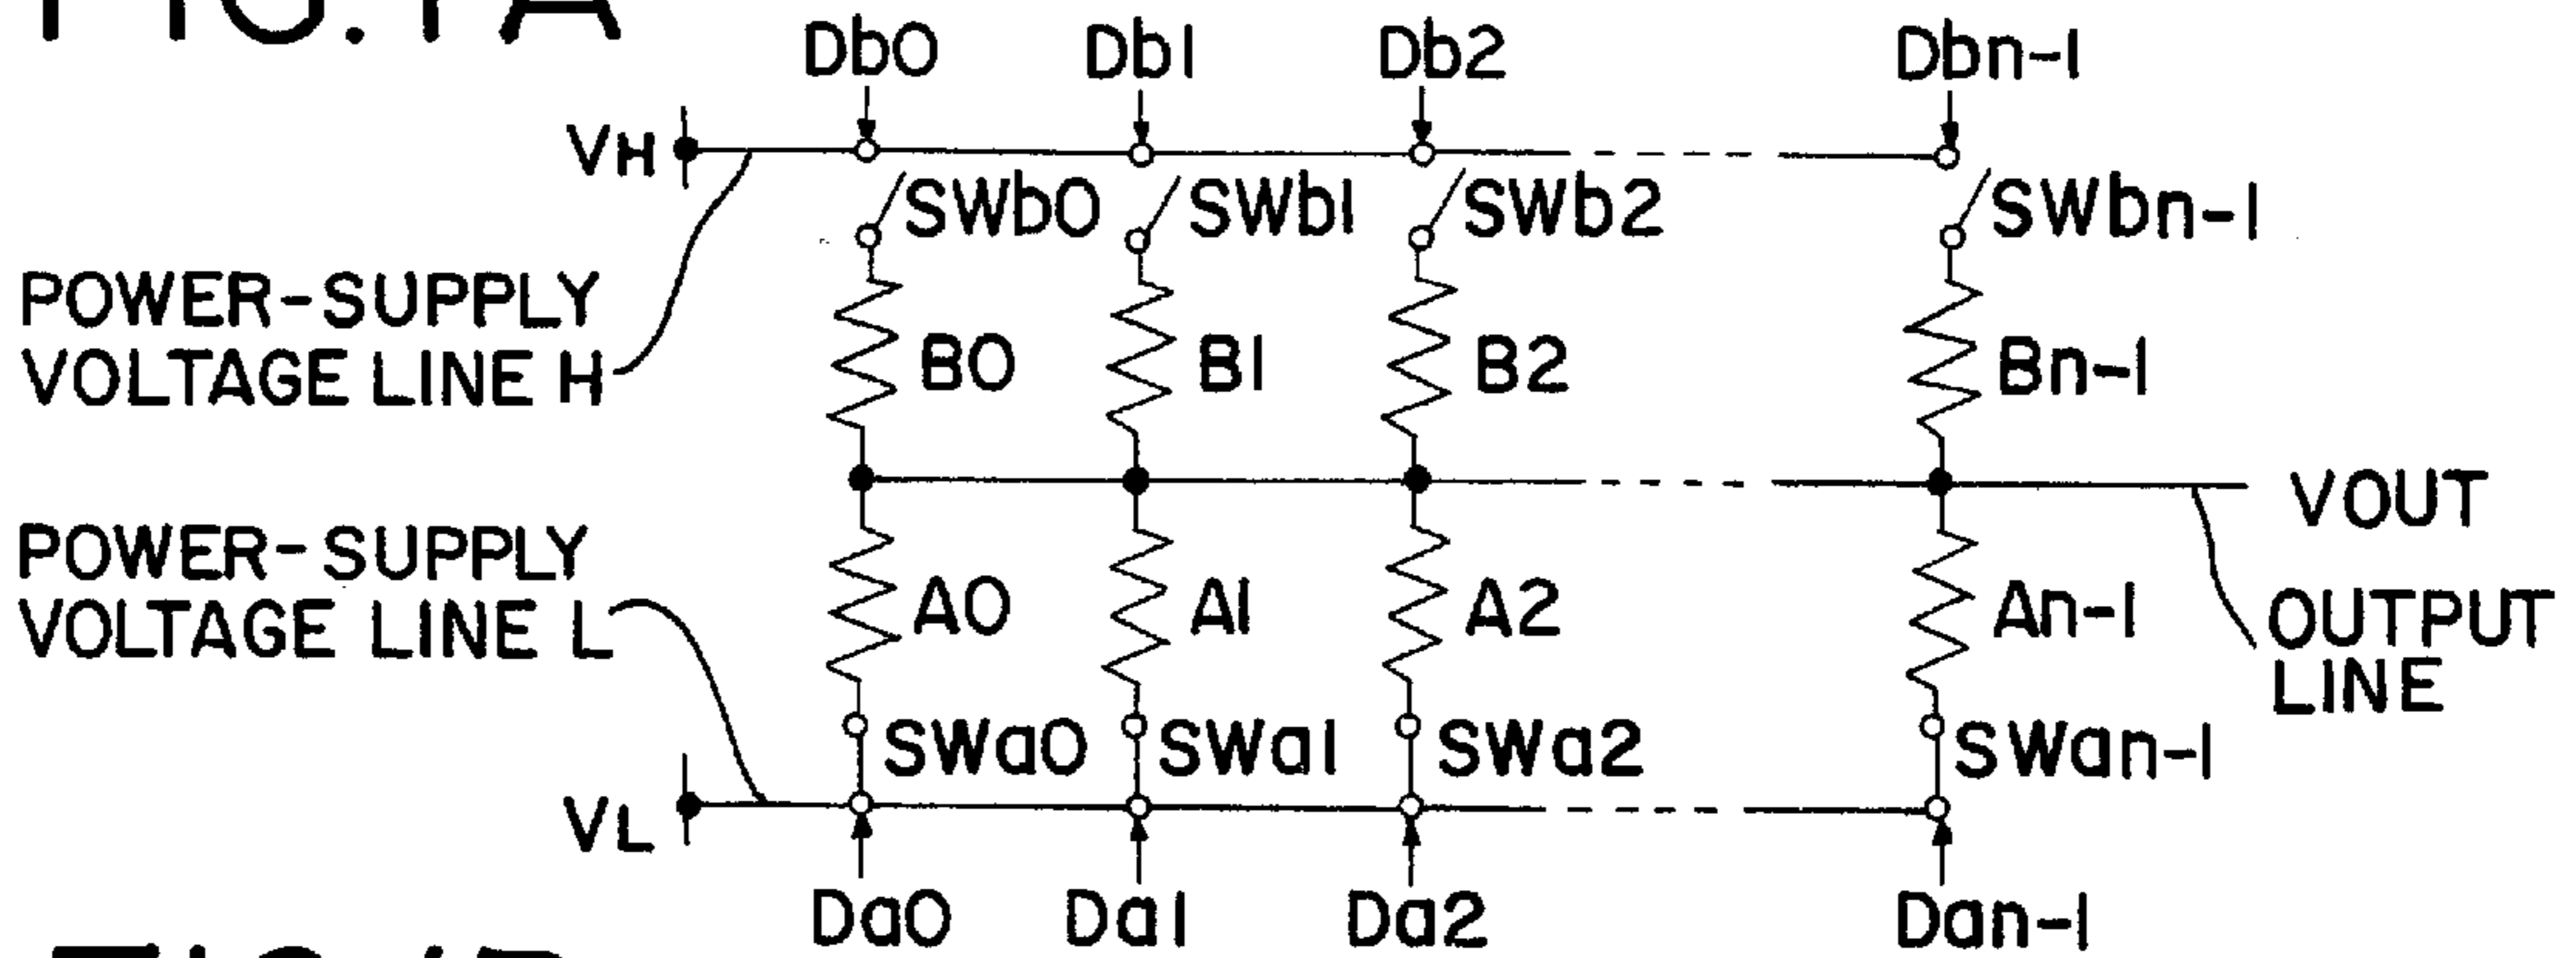 FIG. 1A
Db0 Db1 Db2 Dbn-1
VH
SWb0 SWb1 SWb2 SWbn-1
POWER-SUPPLY
VOLTAGE LINE H
B0 B1 B2 Bn-1
VOUT
POWER-SUPPLY
VOLTAGE LINE L
A0 A1 A2 An-1
OUTPUT
LINE
SWa0 SWa1 SWa2 SWan-1
VL
Da0 Da1 Da2 Dan-1